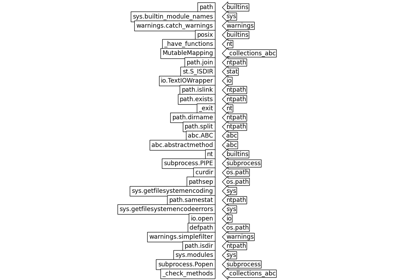 path builtins
sys.builtin_module_names sys
warnings.catch_warnings warnings
posix builtins
_have_functions nt
MutableMapping _collections_abc
path.join ntpath
st.S_ISDIR stat
io.TextIOWrapper io
path.islink ntpath
path.exists ntpath
_exit nt
path.dirname ntpath
path.split ntpath
abc.ABC abc
abc.abstractmethod abc
nt builtins
subprocess.PIPE subprocess
curdir os.path
pathsep os.path
sys.getfilesystemencoding sys
path.samestat ntpath
sys.getfilesystemencodeerrors sys
io.open io
defpath os.path
warnings.simplefilter warnings
path.isdir ntpath
sys.modules sys
subprocess.Popen subprocess
_check_methods _collections_abc